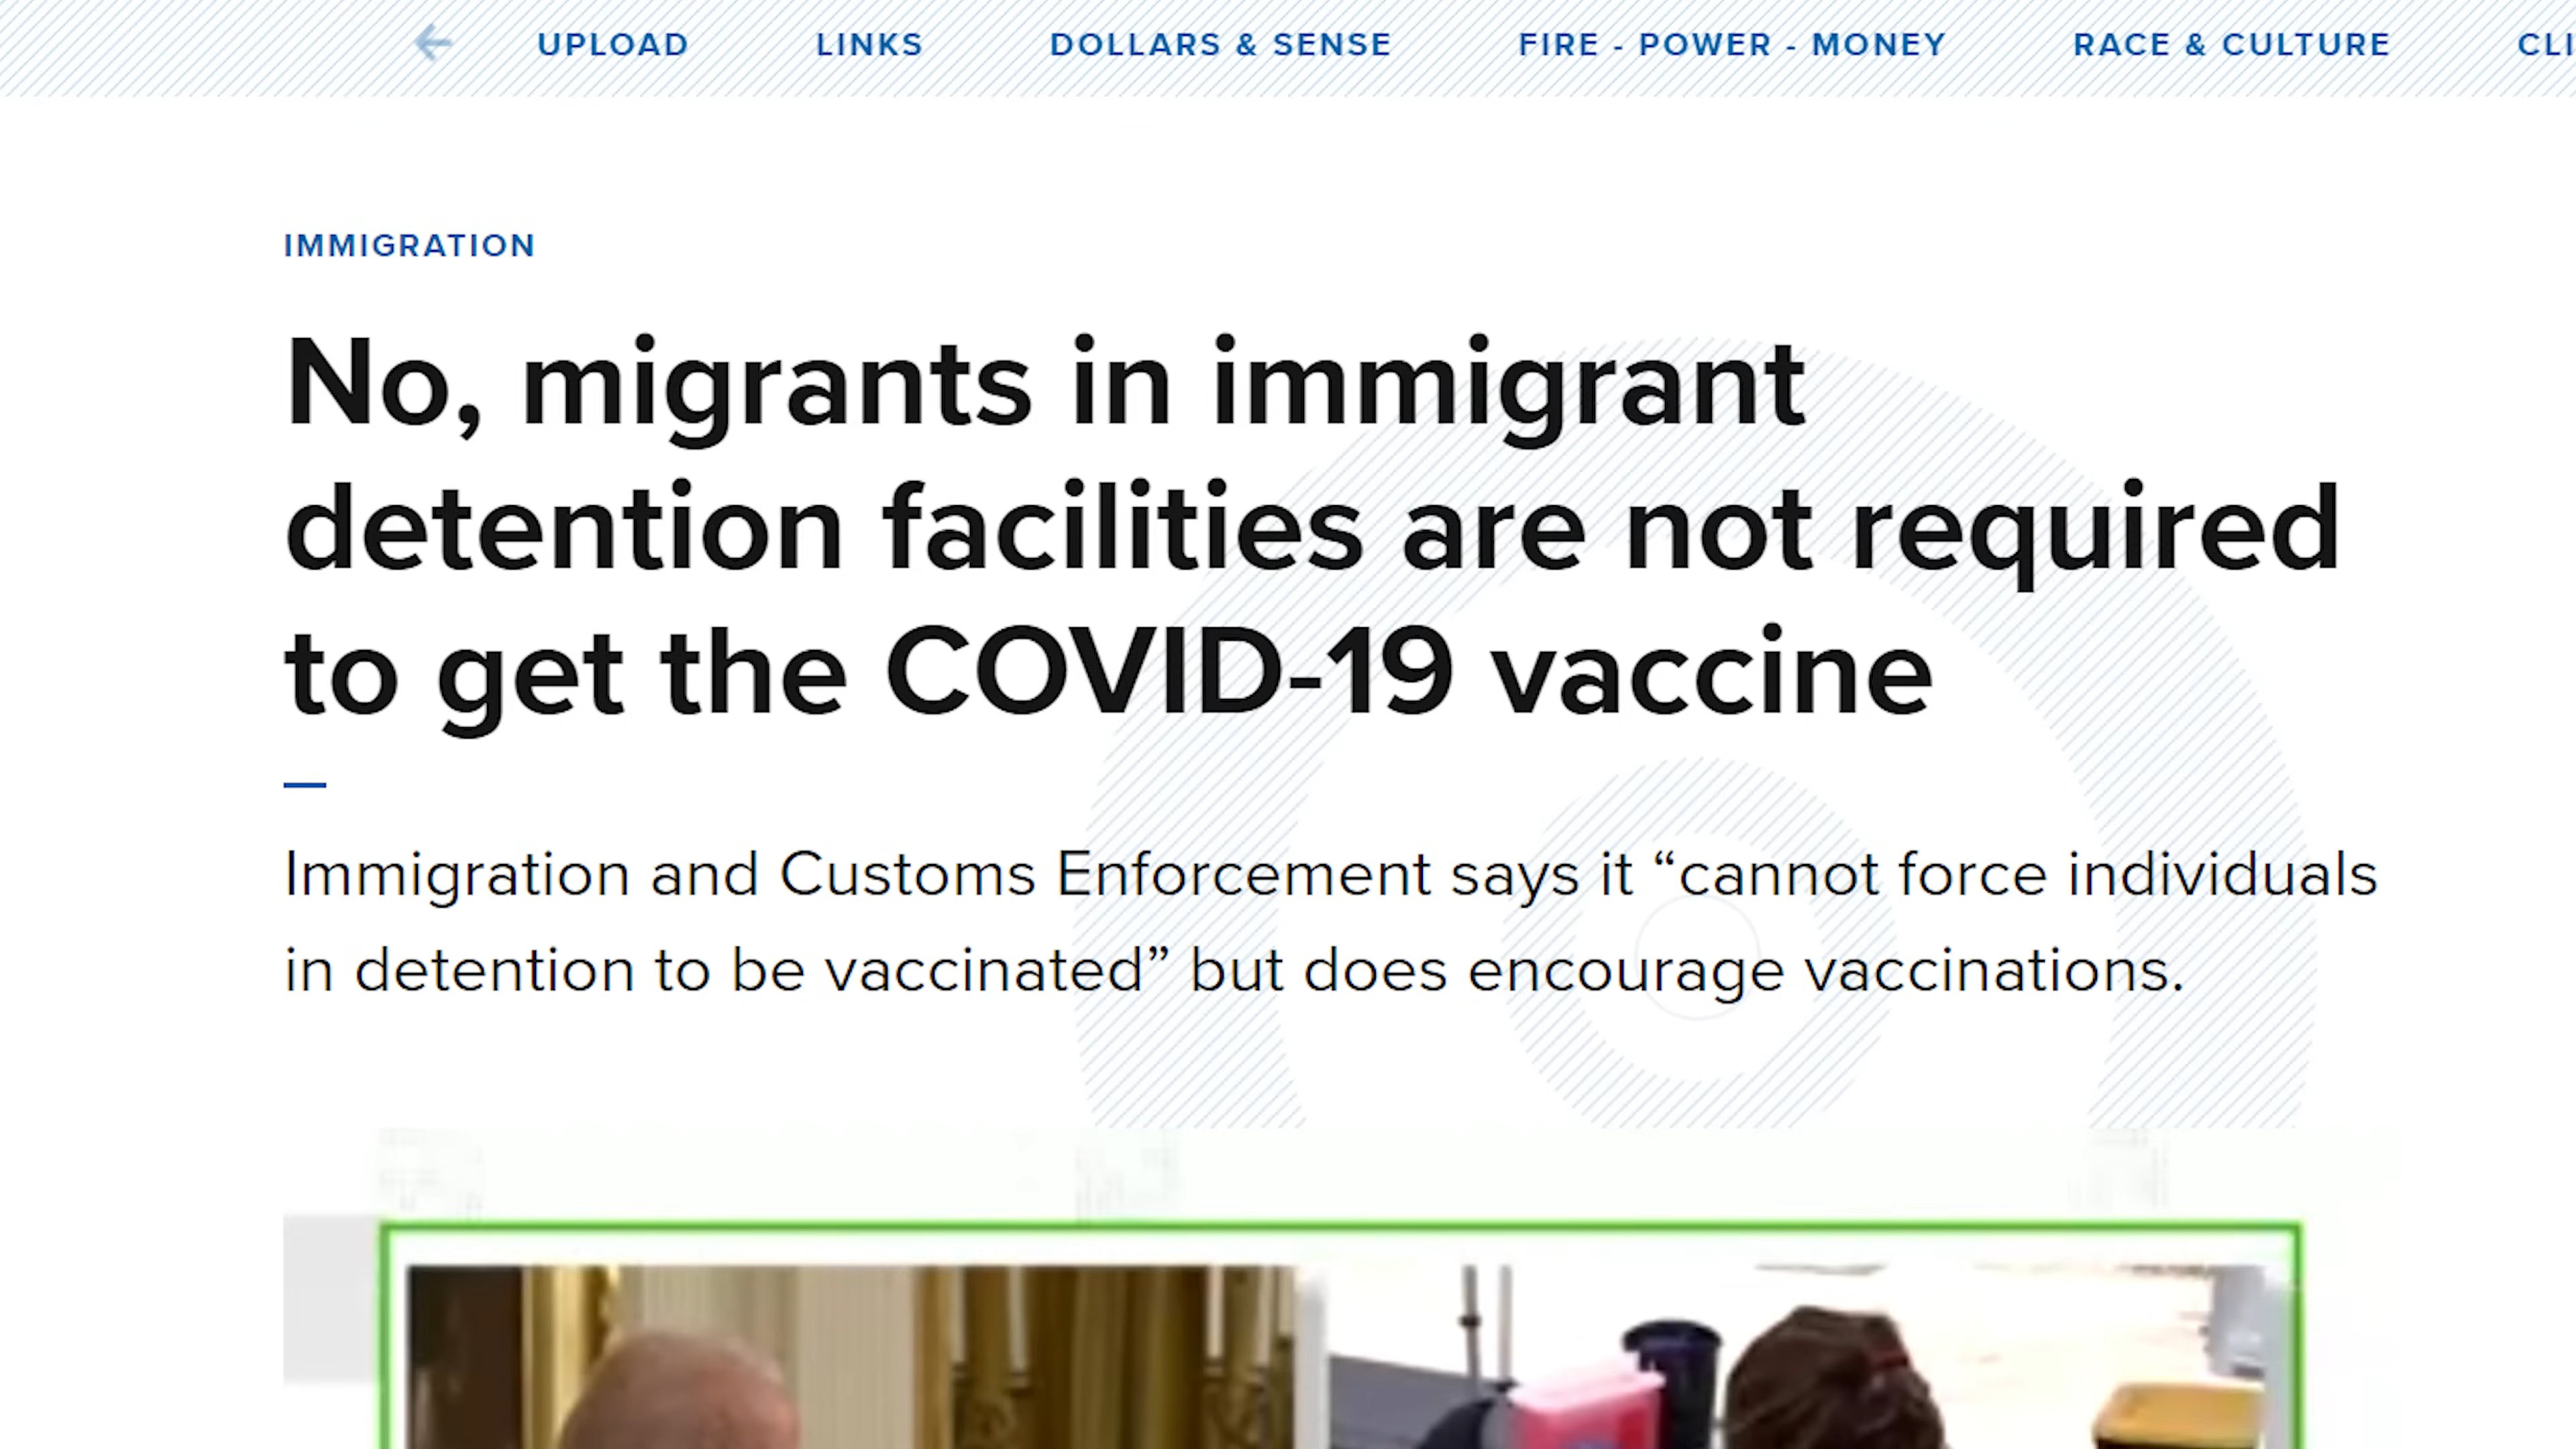 UPLOAD LINKS DOLLARS & SENSE FIRE - POWER - MONEY RACE & CULTURE CLI
IMMIGRATION
No, migrants in immigrant
detention facilities are not required
to get the COVID-19 vaccine
Immigration and Customs Enforcement says it “cannot force individuals
in detention to be vaccinated” but does encourage vaccinations.